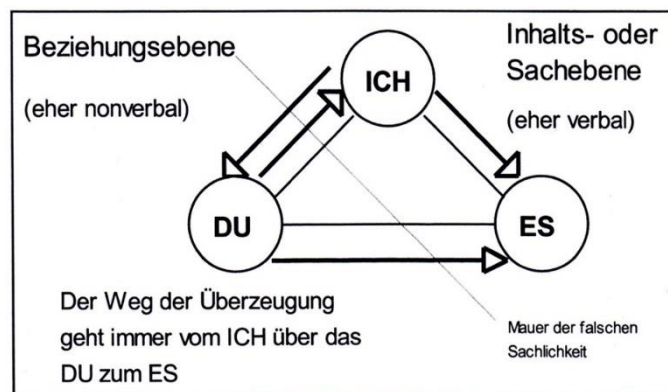 Beziehungsebene
(eher nonverbal)
ICH
Inhalts- oder
Sachebene
(eher verbal)
DU
ES
Der Weg der Überzeugung
geht immer vom ICH über das
DU zum ES
Mauer der falschen
Sachlichkeit